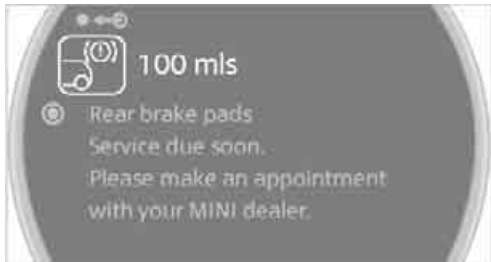 100 mls
Rear brake pads
Service due soon.
Please make an appointment
with your MINI dealer.